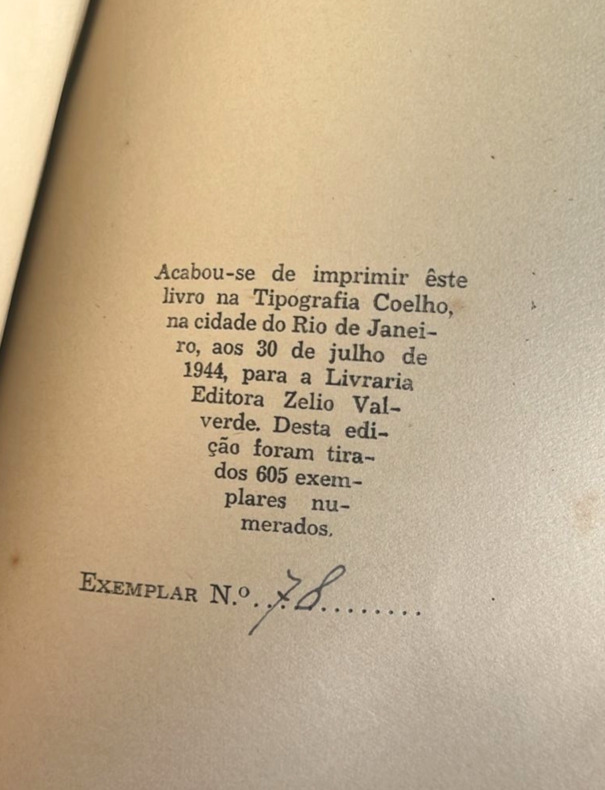 Acabou-se de imprimir êste
livro na Tipografia Coelho,
na cidade do Rio de Janei-
ro, aos 30 de julho de
1944, para a Livraria
Editora Zelio Val-
verde. Desta edi-
ção foram tira-
dos 605 exem-
plares nu-
merados.
EXEMPLAR N.º..78........